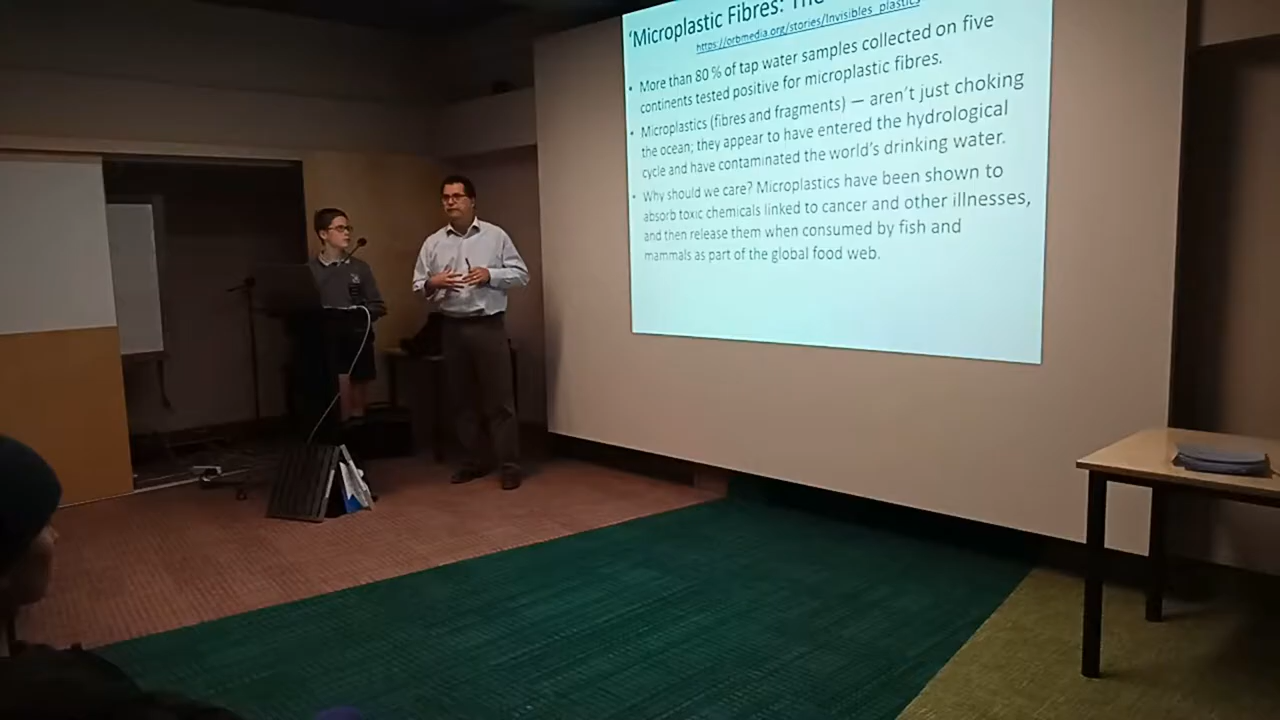 'Microplastic Fibres: The
https://orbmedia.org/stories/Invisibles_plastics
• More than 80 % of tap water samples collected on five
continents tested positive for microplastic fibres.
• Microplastics (fibres and fragments) — aren't just choking
the ocean; they appear to have entered the hydrological
cycle and have contaminated the world's drinking water.
• Why should we care? Microplastics have been shown to
absorb toxic chemicals linked to cancer and other illnesses,
and then release them when consumed by fish and
mammals as part of the global food web.